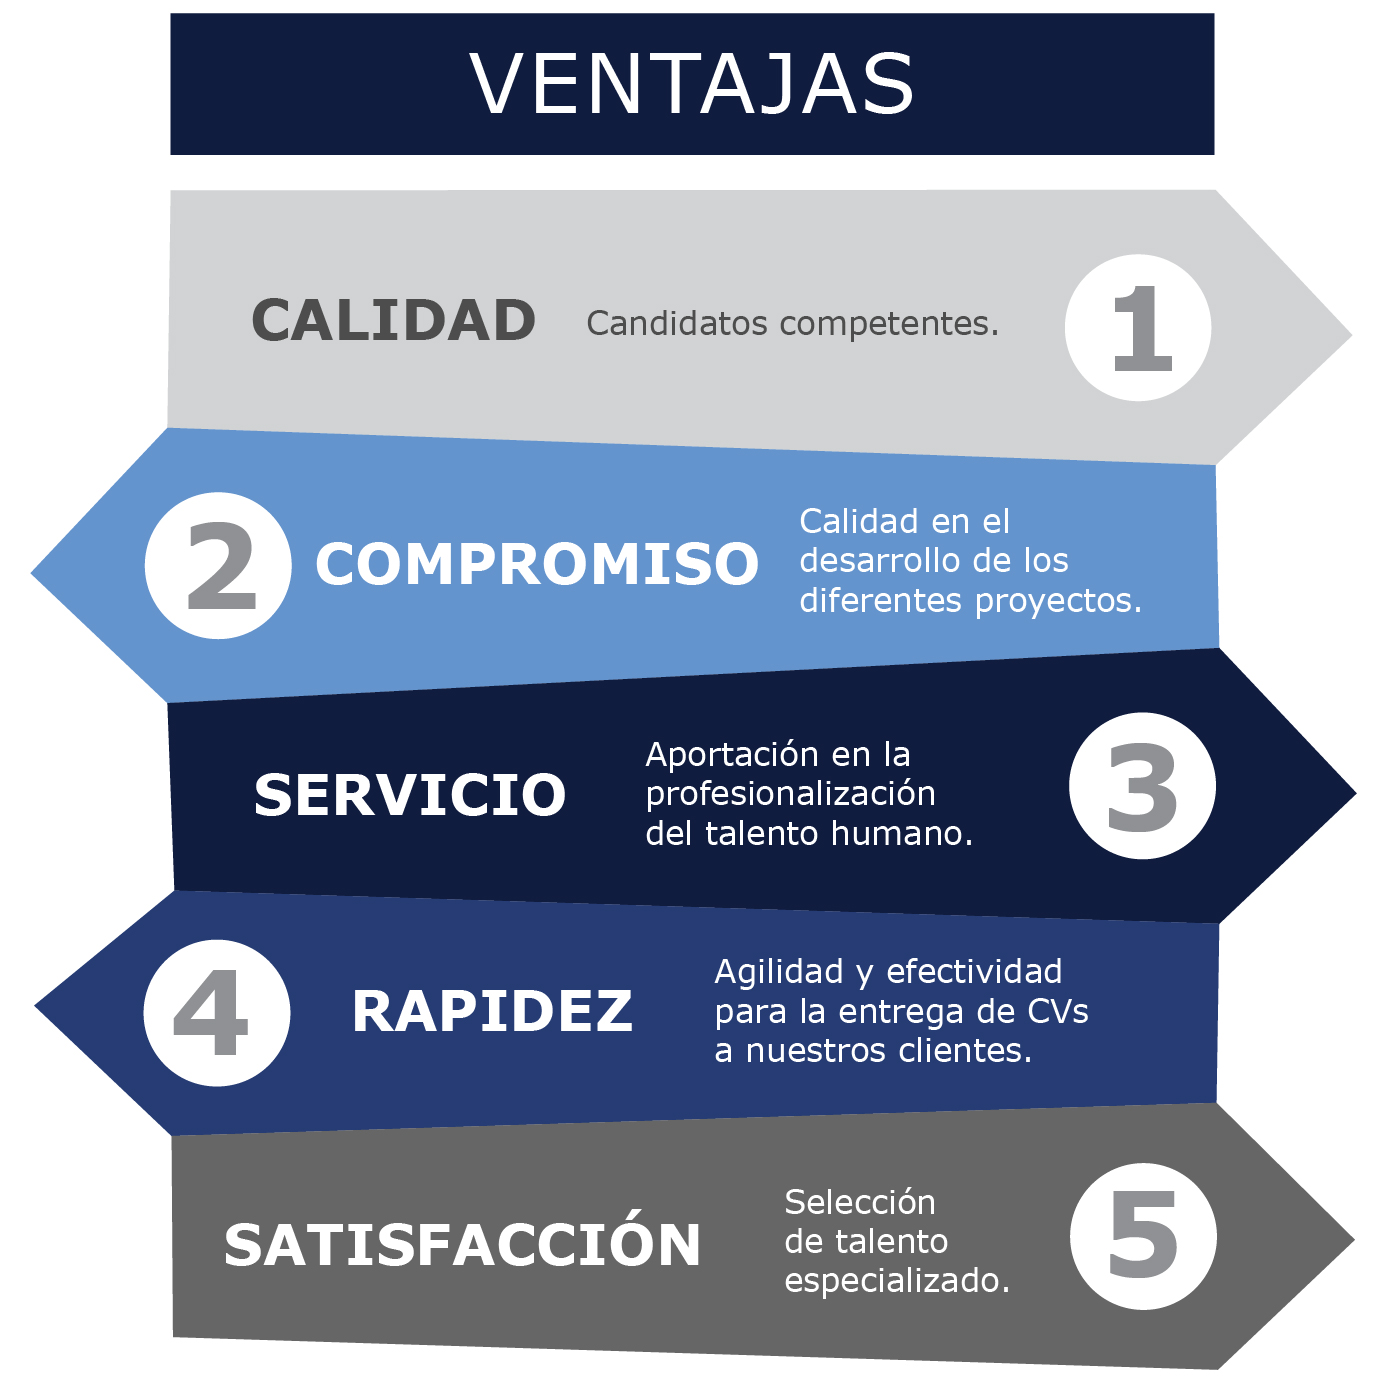 VENTAJAS
CALIDAD
Candidatos competentes.
1
2
COMPROMISO
Calidad en el
desarrollo de los
diferentes proyectos.
SERVICIO
Aportación en la
profesionalización
del talento humano.
3
4
RAPIDEZ
Agilidad y efectividad
para la entrega de CVs
a nuestros clientes.
SATISFACCIÓN
Selección
de talento
especializado.
5